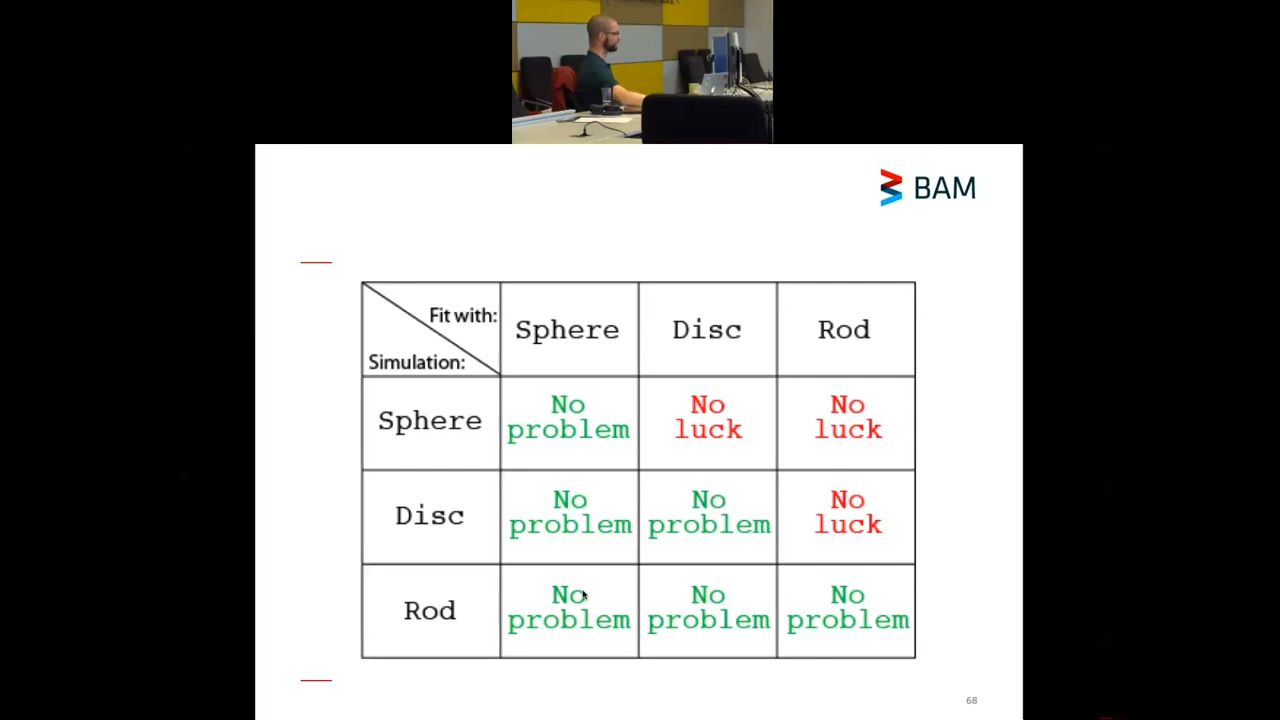 BAM
Fit with:
Simulation:
Sphere
Disc
Rod
Sphere
No
problem
No
luck
No
luck
Disc
No
problem
No
problem
No
luck
Rod
No
problem
No
problem
No
problem
68